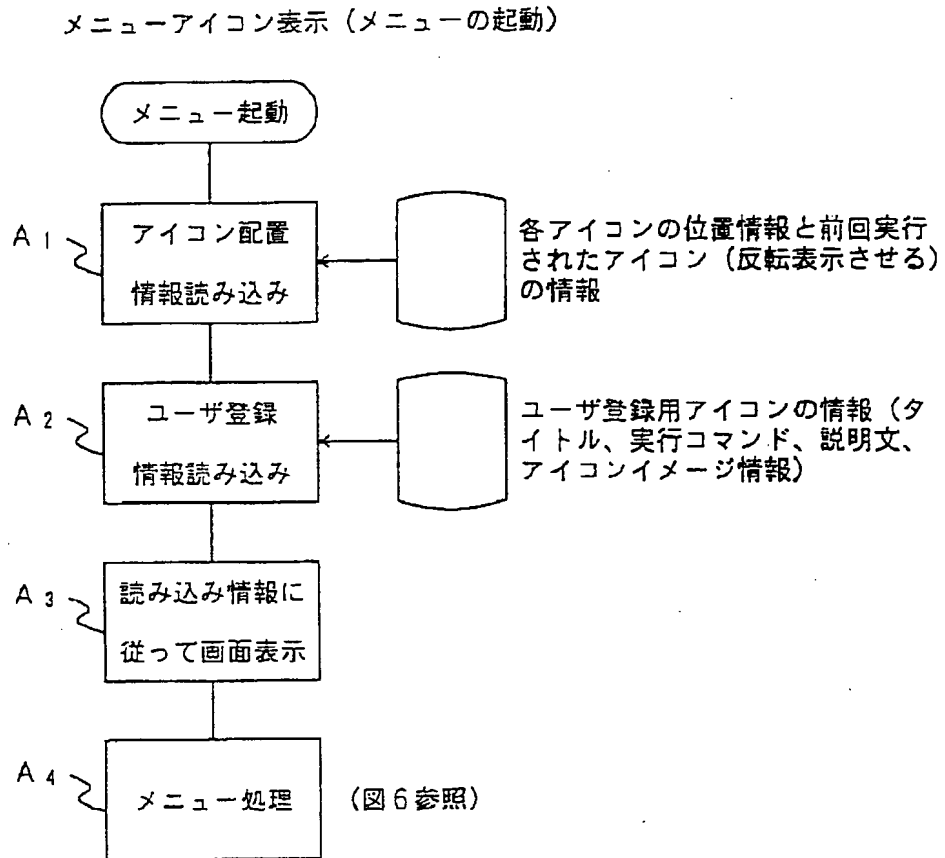 メニューアイコン表示（メニューの起動）
メニュー起動
A1
アイコン配置
情報読み込み
各アイコンの位置情報と前回実行
されたアイコン（反転表示させる）
の情報
A2
ユーザ登録
情報読み込み
ユーザ登録用アイコンの情報（タ
イトル、実行コマンド、説明文、
アイコンイメージ情報）
A3
読み込み情報に
従って画面表示
A4
メニュー処理
（図6参照）